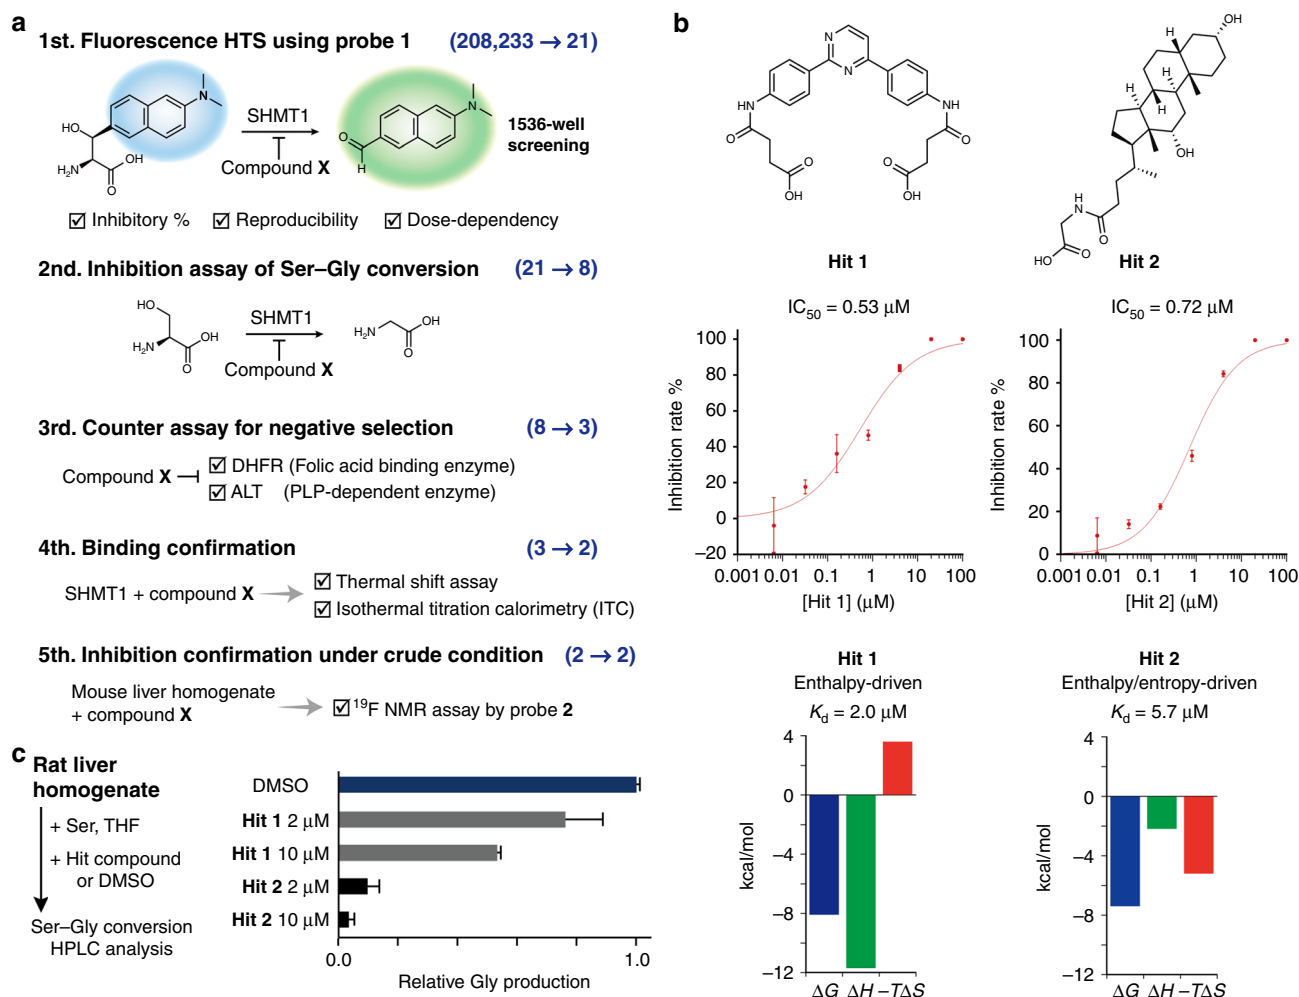 a
1st. Fluorescence HTS using probe 1 (208,233 → 21)
N
HO
OH
H₂N
O
SHMT1
Compound X
N
O
H
1536-well
screening
☑ Inhibitory % ☑ Reproducibility ☑ Dose-dependency
2nd. Inhibition assay of Ser–Gly conversion (21 → 8)
HO
OH
H₂N
O
SHMT1
Compound X
H₂N
OH
O
3rd. Counter assay for negative selection (8 → 3)
Compound X
☑ DHFR (Folic acid binding enzyme)
☑ ALT (PLP-dependent enzyme)
4th. Binding confirmation (3 → 2)
SHMT1 + compound X
☑ Thermal shift assay
☑ Isothermal titration calorimetry (ITC)
5th. Inhibition confirmation under crude condition (2 → 2)
Mouse liver homogenate
+ compound X
☑ ¹⁹F NMR assay by probe 2
b
N
N
HN
NH
O
O
O
O
OH
OH
Hit 1
OH
H
H
H
H
H
OH
H
N
O
O
HO
Hit 2
IC₅₀ = 0.53 μM
Inhibition rate %
100
80
60
40
20
0
−20
0.001 0.01 0.1 1 10 100
[Hit 1] (μM)
IC₅₀ = 0.72 μM
Inhibition rate %
100
80
60
40
20
0
0.001 0.01 0.1 1 10 100
[Hit 2] (μM)
Hit 1
Enthalpy-driven
Kd = 2.0 μM
kcal/mol
4
0
−4
−8
−12
ΔG ΔH −TΔS
Hit 2
Enthalpy/entropy-driven
Kd = 5.7 μM
kcal/mol
4
0
−4
−8
−12
ΔG ΔH −TΔS
c
Rat liver
homogenate
+ Ser, THF
+ Hit compound
or DMSO
Ser–Gly conversion
HPLC analysis
DMSO
Hit 1 2 μM
Hit 1 10 μM
Hit 2 2 μM
Hit 2 10 μM
0.0 1.0
Relative Gly production